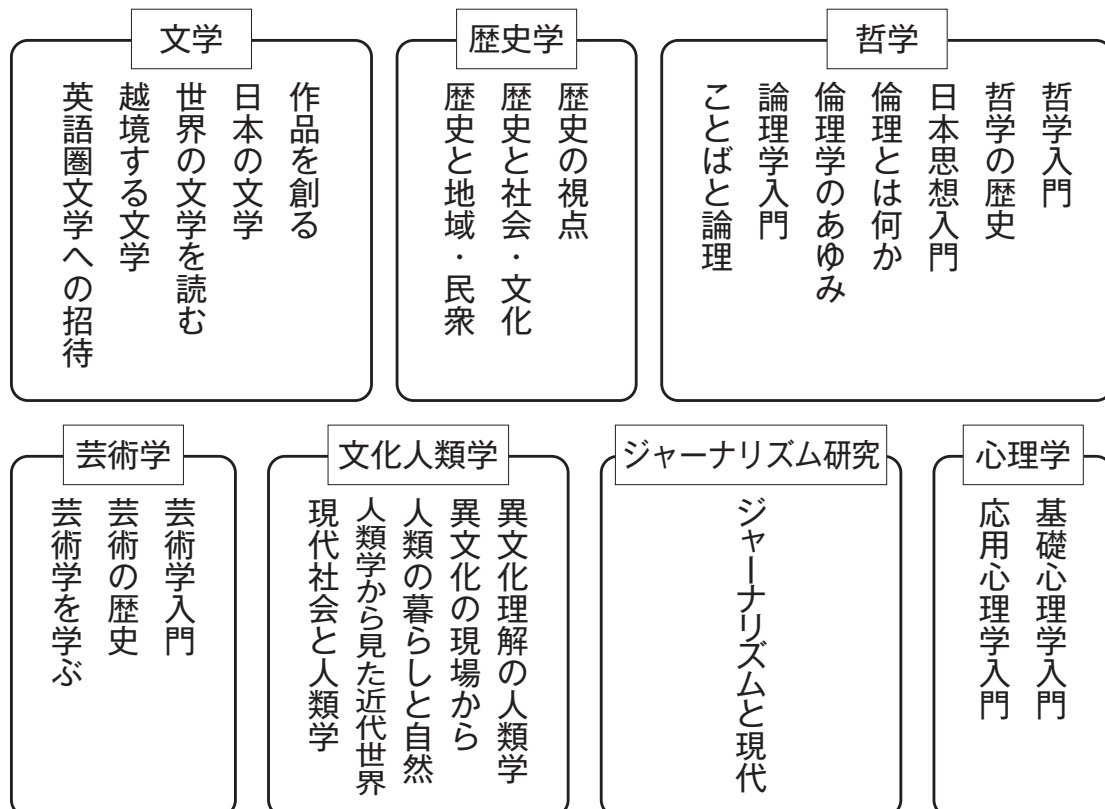 哲学
哲学入門
哲学の歴史
日本思想入門
倫理とは何か
倫理学のあゆみ
論理学入門
ことばと論理
歴史学
歴史の視点
歴史と社会・文化
歴史と地域・民衆
文学
作品を創る
日本の文学
世界の文学を読む
越境する文学
英語圏文学への招待
心理学
基礎心理学入門
応用心理学入門
ジャーナリズム研究
ジャーナリズムと現代
文化人類学
異文化理解の人類学
異文化の現場から
人類の暮らしと自然
人類学から見た近代世界
現代社会と人類学
芸術学
芸術学入門
芸術の歴史
芸術学を学ぶ